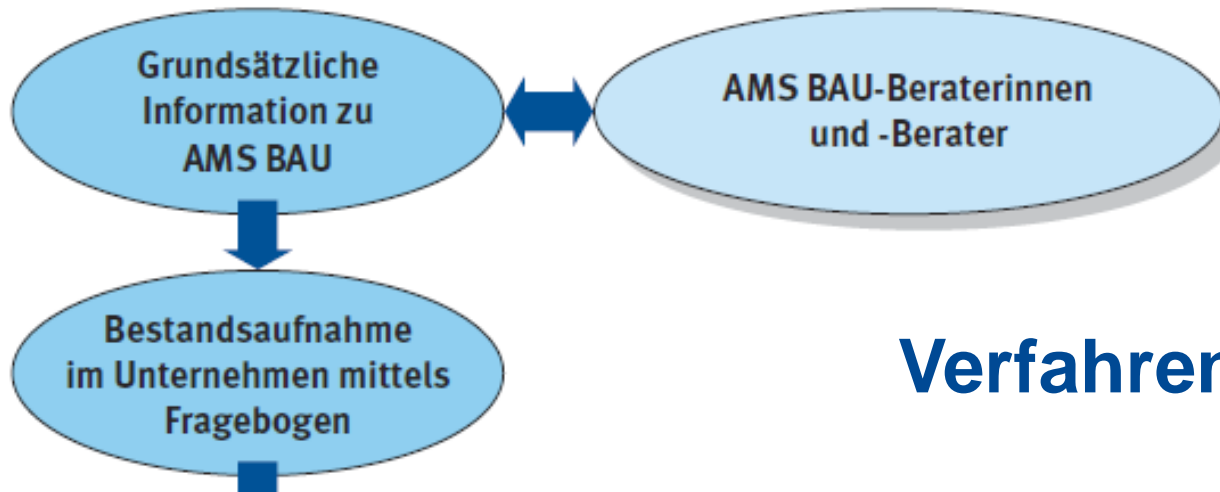 Grundsätzliche
Information zu
AMS BAU
AMS BAU-Beraterinnen
und -Berater
Bestandsaufnahme
im Unternehmen mittels
Fragebogen
Verfahren